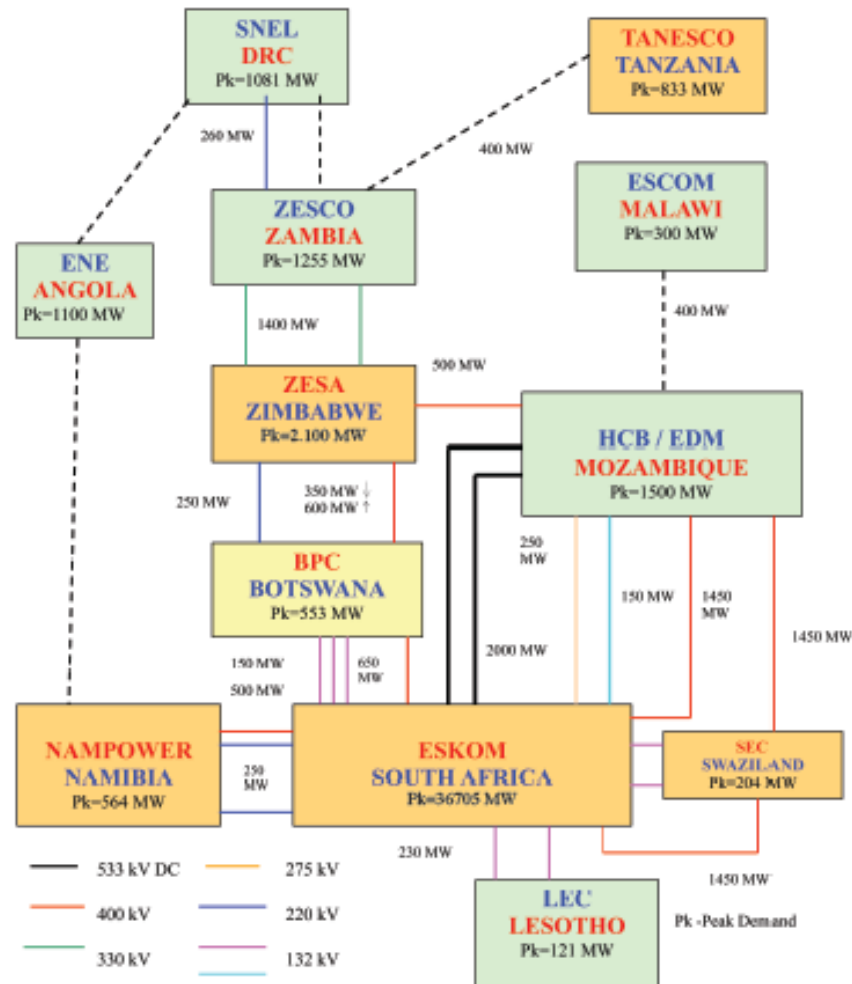 SNEL
DRC
Pk=1081 MW
TANESCO
TANZANIA
Pk=833 MW
260 MW
400 MW
ZESCO
ZAMBIA
Pk=1255 MW
ESCOM
MALAWI
Pk=300 MW
ENE
ANGOLA
Pk=1100 MW
1400 MW
400 MW
500 MW
ZESA
ZIMBABWE
Pk=2.100 MW
HCB / EDM
MOZAMBIQUE
Pk=1500 MW
250 MW
350 MW ↓
600 MW ↑
BPC
BOTSWANA
Pk=553 MW
250
MW
150 MW
1450
MW
1450 MW
150 MW
650
MW
2000 MW
500 MW
NAMPOWER
NAMIBIA
Pk=564 MW
250
MW
ESKOM
SOUTH AFRICA
Pk=36705 MW
SEC
SWAZILAND
Pk=204 MW
230 MW
1450 MW
LEC
LESOTHO
Pk=121 MW
Pk -Peak Demand
533 kV DC
275 kV
400 kV
220 kV
330 kV
132 kV